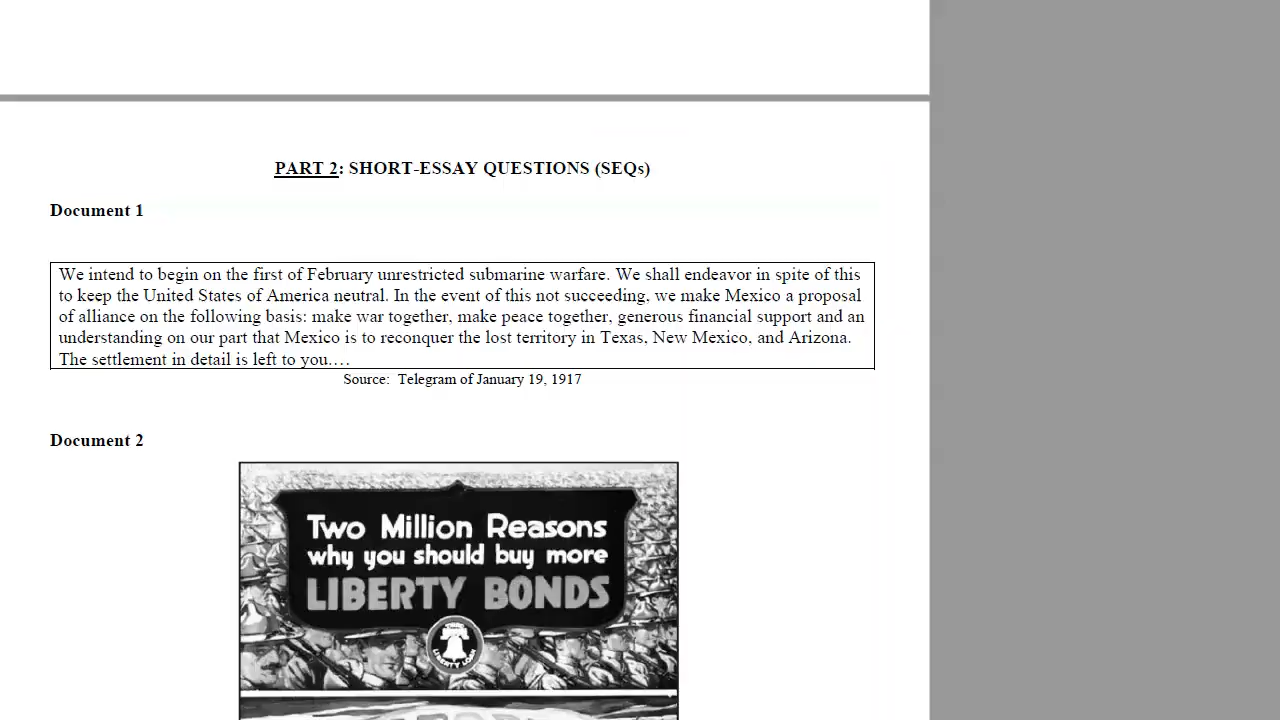 PART 2: SHORT-ESSAY QUESTIONS (SEQs)
Document 1
We intend to begin on the first of February unrestricted submarine warfare. We shall endeavor in spite of this
to keep the United States of America neutral. In the event of this not succeeding, we make Mexico a proposal
of alliance on the following basis: make war together, make peace together, generous financial support and an
understanding on our part that Mexico is to reconquer the lost territory in Texas, New Mexico, and Arizona.
The settlement in detail is left to you.…
Source:  Telegram of January 19, 1917
Document 2
Two Million Reasons
why you should buy more
LIBERTY BONDS
THIRD
LIBERTY LOAN